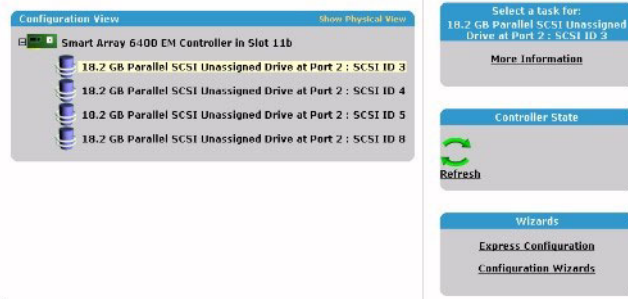 Configuration View
Show Physical View
Smart Array 6400 EM Controller in Slot 11b
18.2 GB Parallel SCSI Unassigned Drive at Port 2 : SCSI ID 3
18.2 GB Parallel SCSI Unassigned Drive at Port 2 : SCSI ID 4
18.2 GB Parallel SCSI Unassigned Drive at Port 2 : SCSI ID 5
18.2 GB Parallel SCSI Unassigned Drive at Port 2 : SCSI ID 8
Select a task for:
18.2 GB Parallel SCSI Unassigned
Drive at Port 2 : SCSI ID 3
More Information
Controller State
Refresh
Wizards
Express Configuration
Configuration Wizards